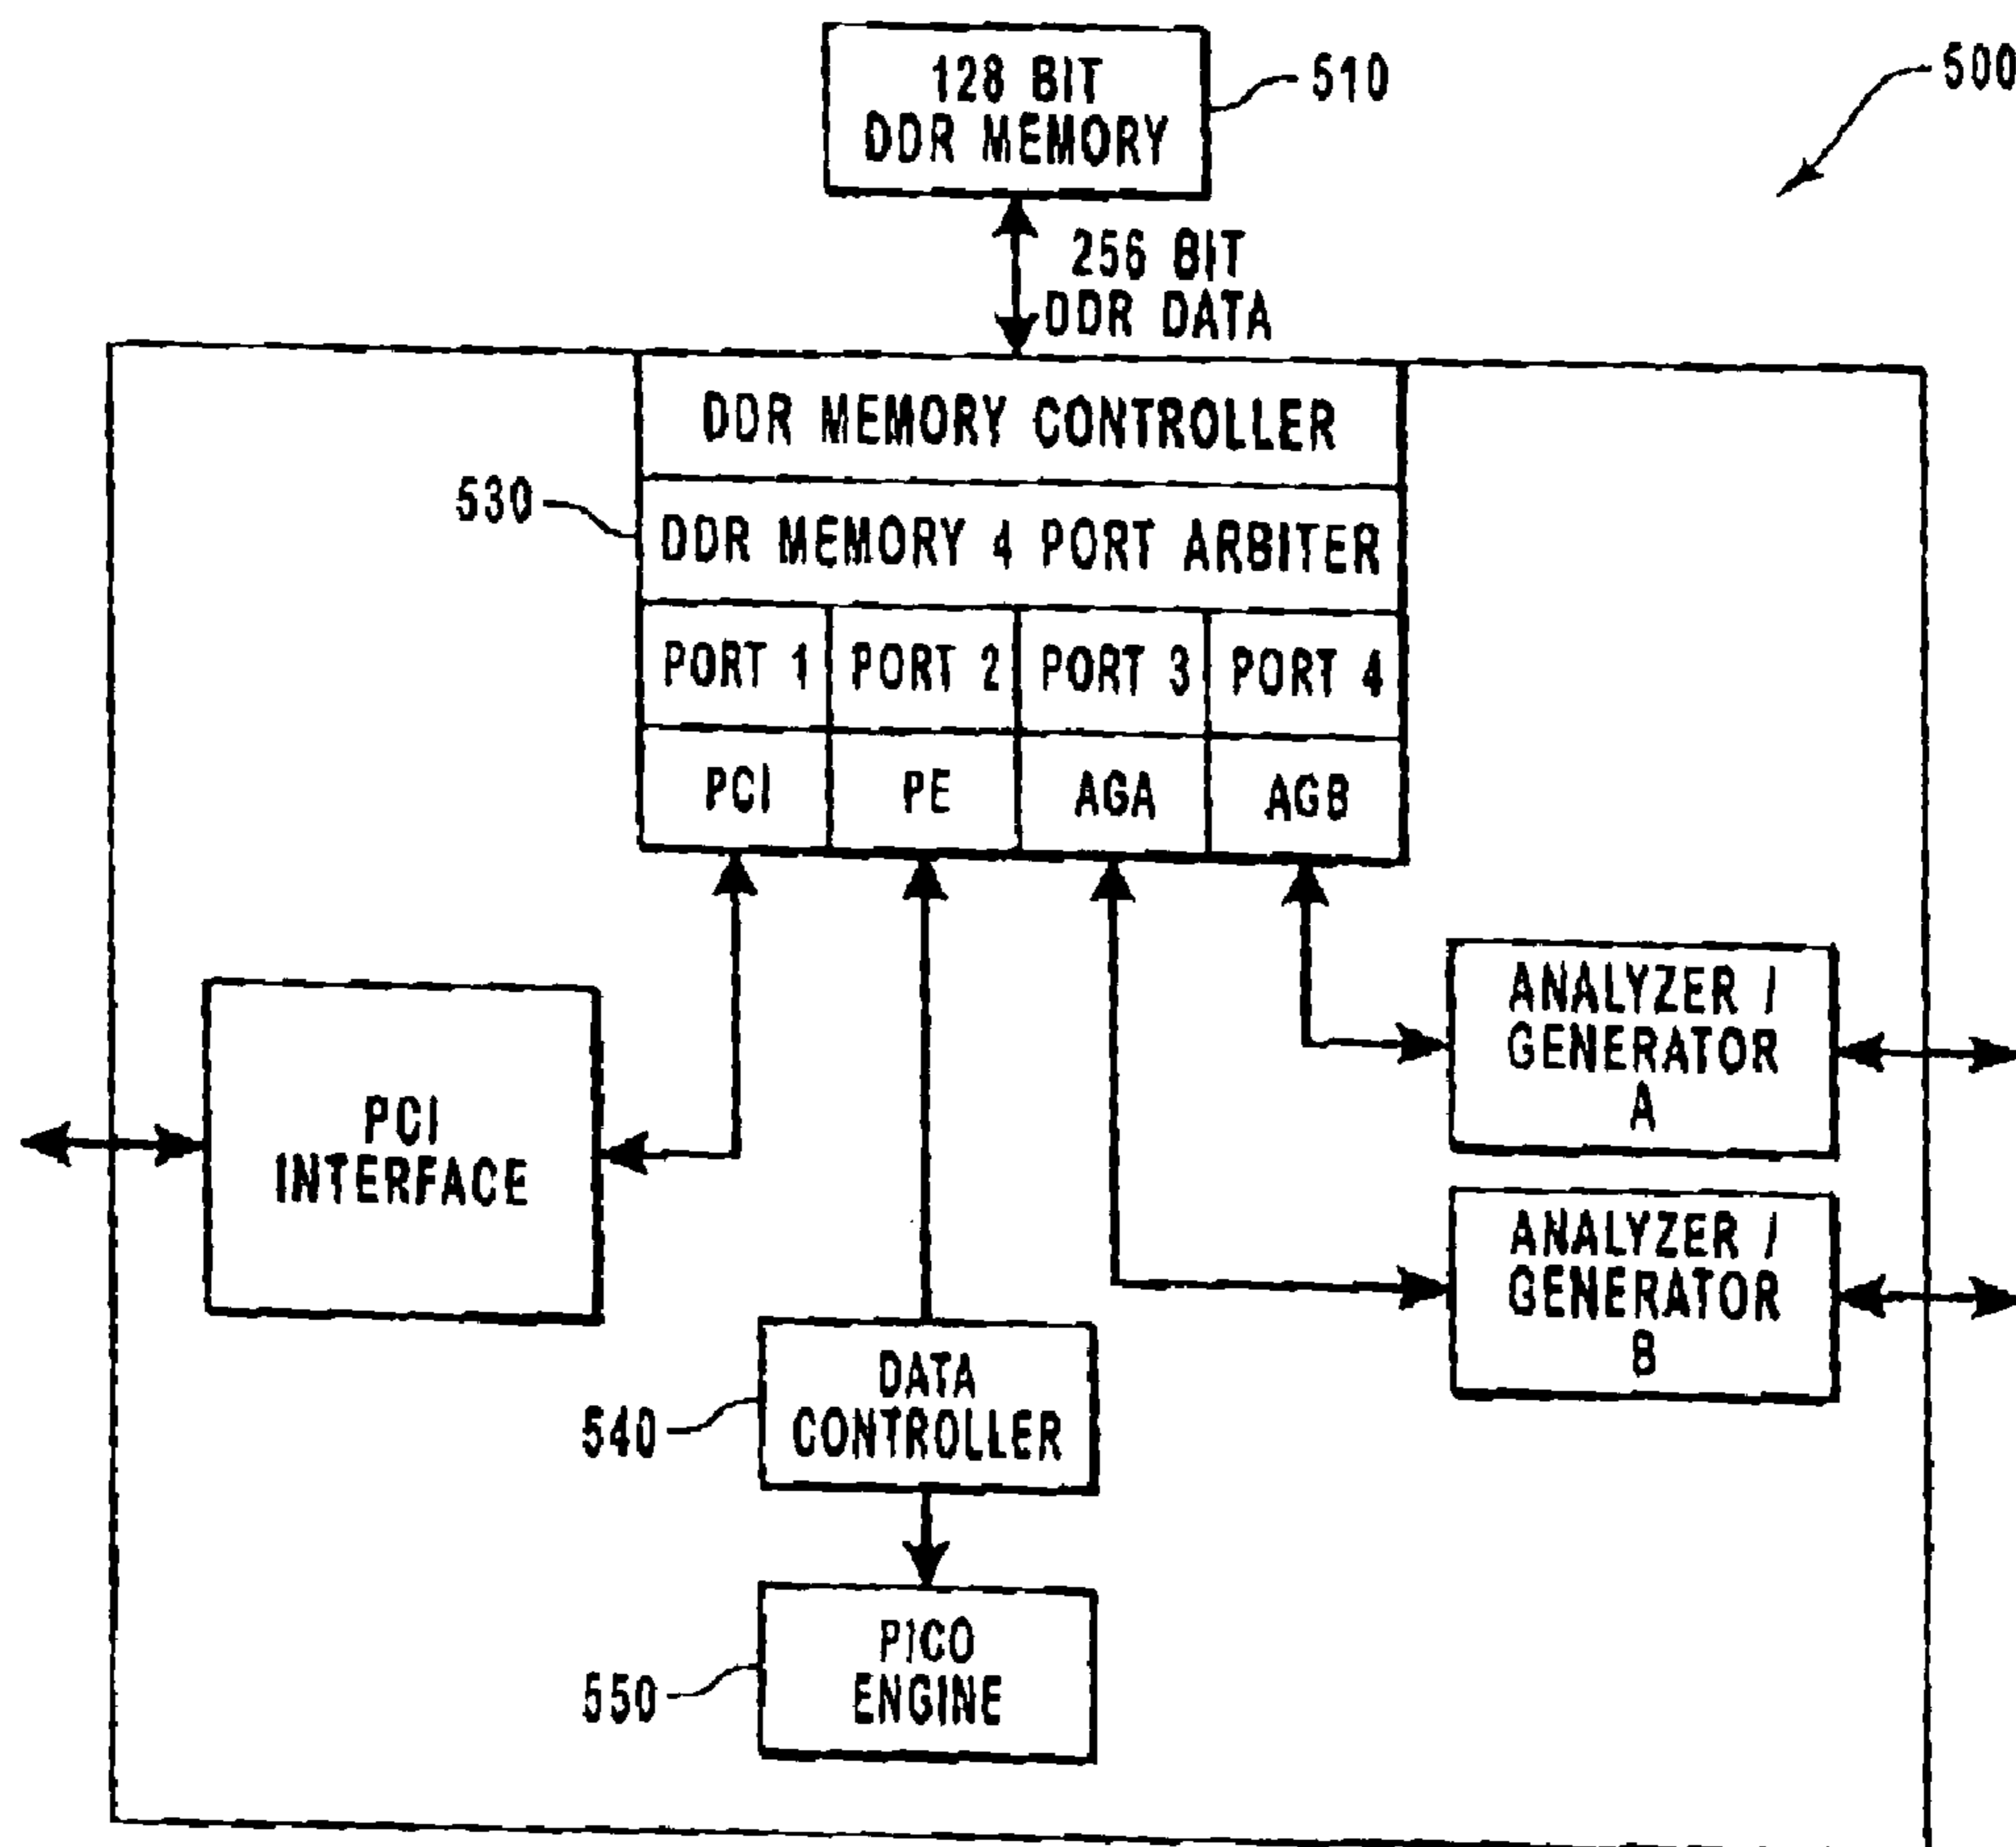 128 BIT
DDR MEMORY
510
500
256 BIT
DDR DATA
DDR MEMORY CONTROLLER
530
DDR MEMORY 4 PORT ARBITER
PORT 1
PORT 2
PORT 3
PORT 4
PCI
PE
AGA
AGB
ANALYZER /
GENERATOR
A
PCI
INTERFACE
ANALYZER /
GENERATOR
B
DATA
CONTROLLER
540
PICO
ENGINE
550